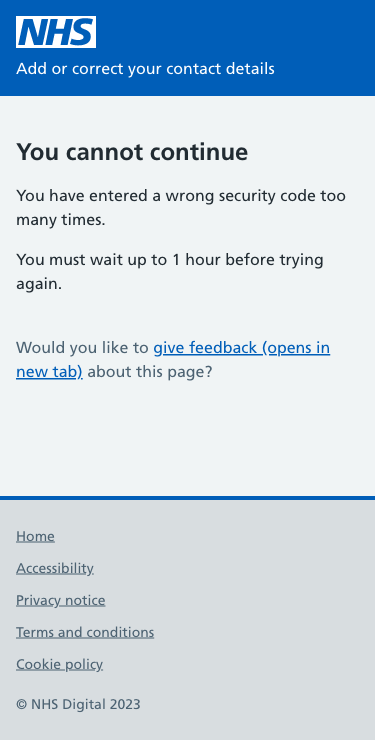 NHS
Add or correct your contact details
You cannot continue
You have entered a wrong security code too
many times.
You must wait up to 1 hour before trying
again.
Would you like to give feedback (opens in
new tab) about this page?
Home
Accessibility
Privacy notice
Terms and conditions
Cookie policy
© NHS Digital 2023